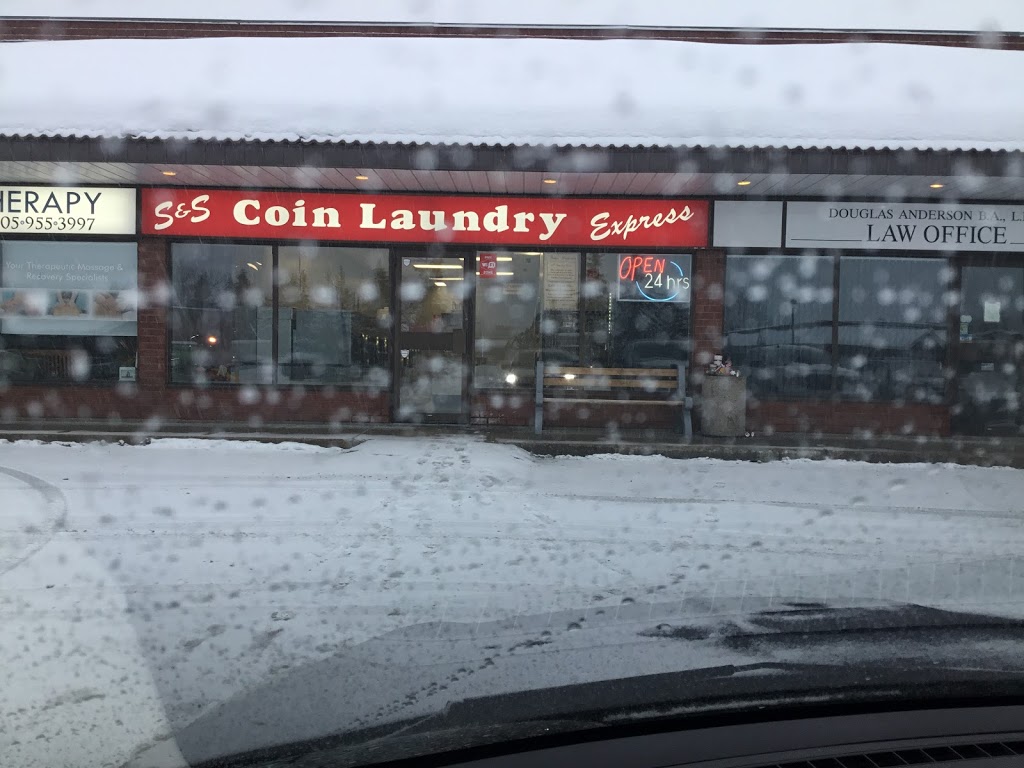 HERAPY
05•955•3997
Your Therapeutic Massage &
Recovery Specialists
S&S Coin Laundry Express
OPEN
24 hrs
DOUGLAS ANDERSON B.A., L.
LAW OFFICE